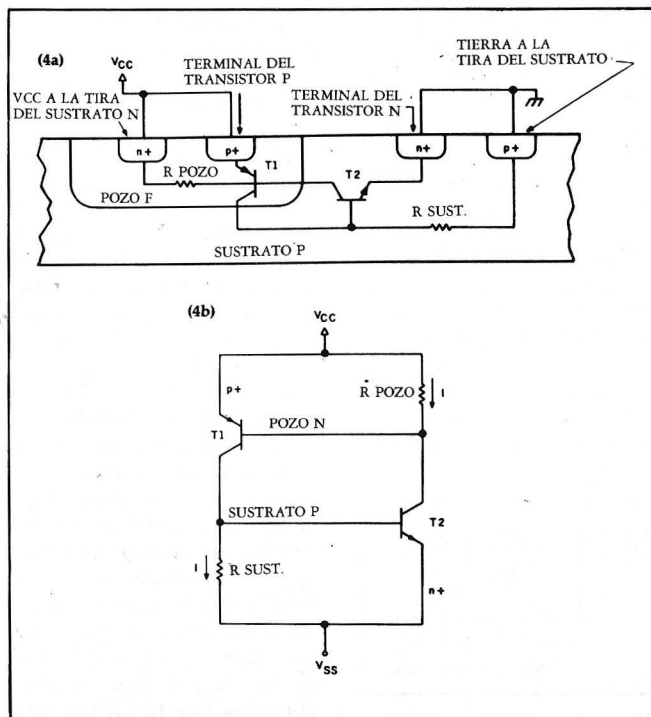 (4a)
VCC
TERMINAL DEL
TRANSISTOR P
TIERRA A LA
TIRA DEL SUSTRATO
VCC A LA TIRA
DEL SUSTRATO N
TERMINAL DEL
TRANSISTOR N
n+
p+
n+
p+
T1
T2
R POZO
POZO F
R SUST.
SUSTRATO P
(4b)
VCC
p+
R POZO
I
POZO N
T1
SUSTRATO P
T2
I
R SUST.
n+
VSS